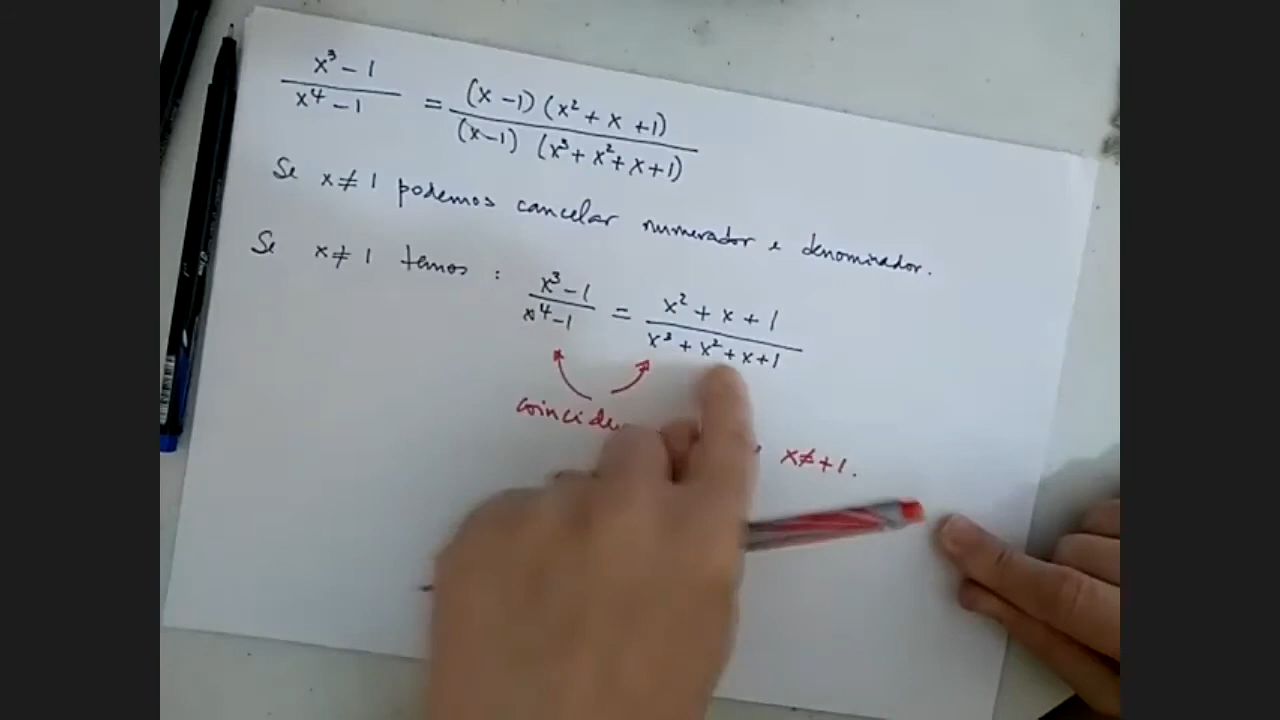 x³ - 1 / x⁴ - 1 = (x - 1) (x² + x + 1) / (x - 1) (x³ + x² + x + 1)
Se x ≠ 1 podemos cancelar numerador e denominador.
Se x ≠ 1 temos : x³ - 1 / x⁴ - 1 = x² + x + 1 / x³ + x² + x + 1
x ≠ +1.